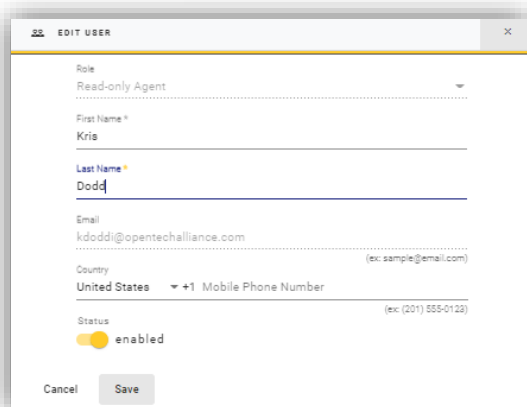 EDIT USER
Role
Read-only Agent
First Name *
Kris
Last Name *
Dodd
Email
kdoddi@opentechalliance.com
(ex: sample@email.com)
Country
United States +1 Mobile Phone Number
(ex: (201) 555-0123)
Status
enabled
Cancel Save